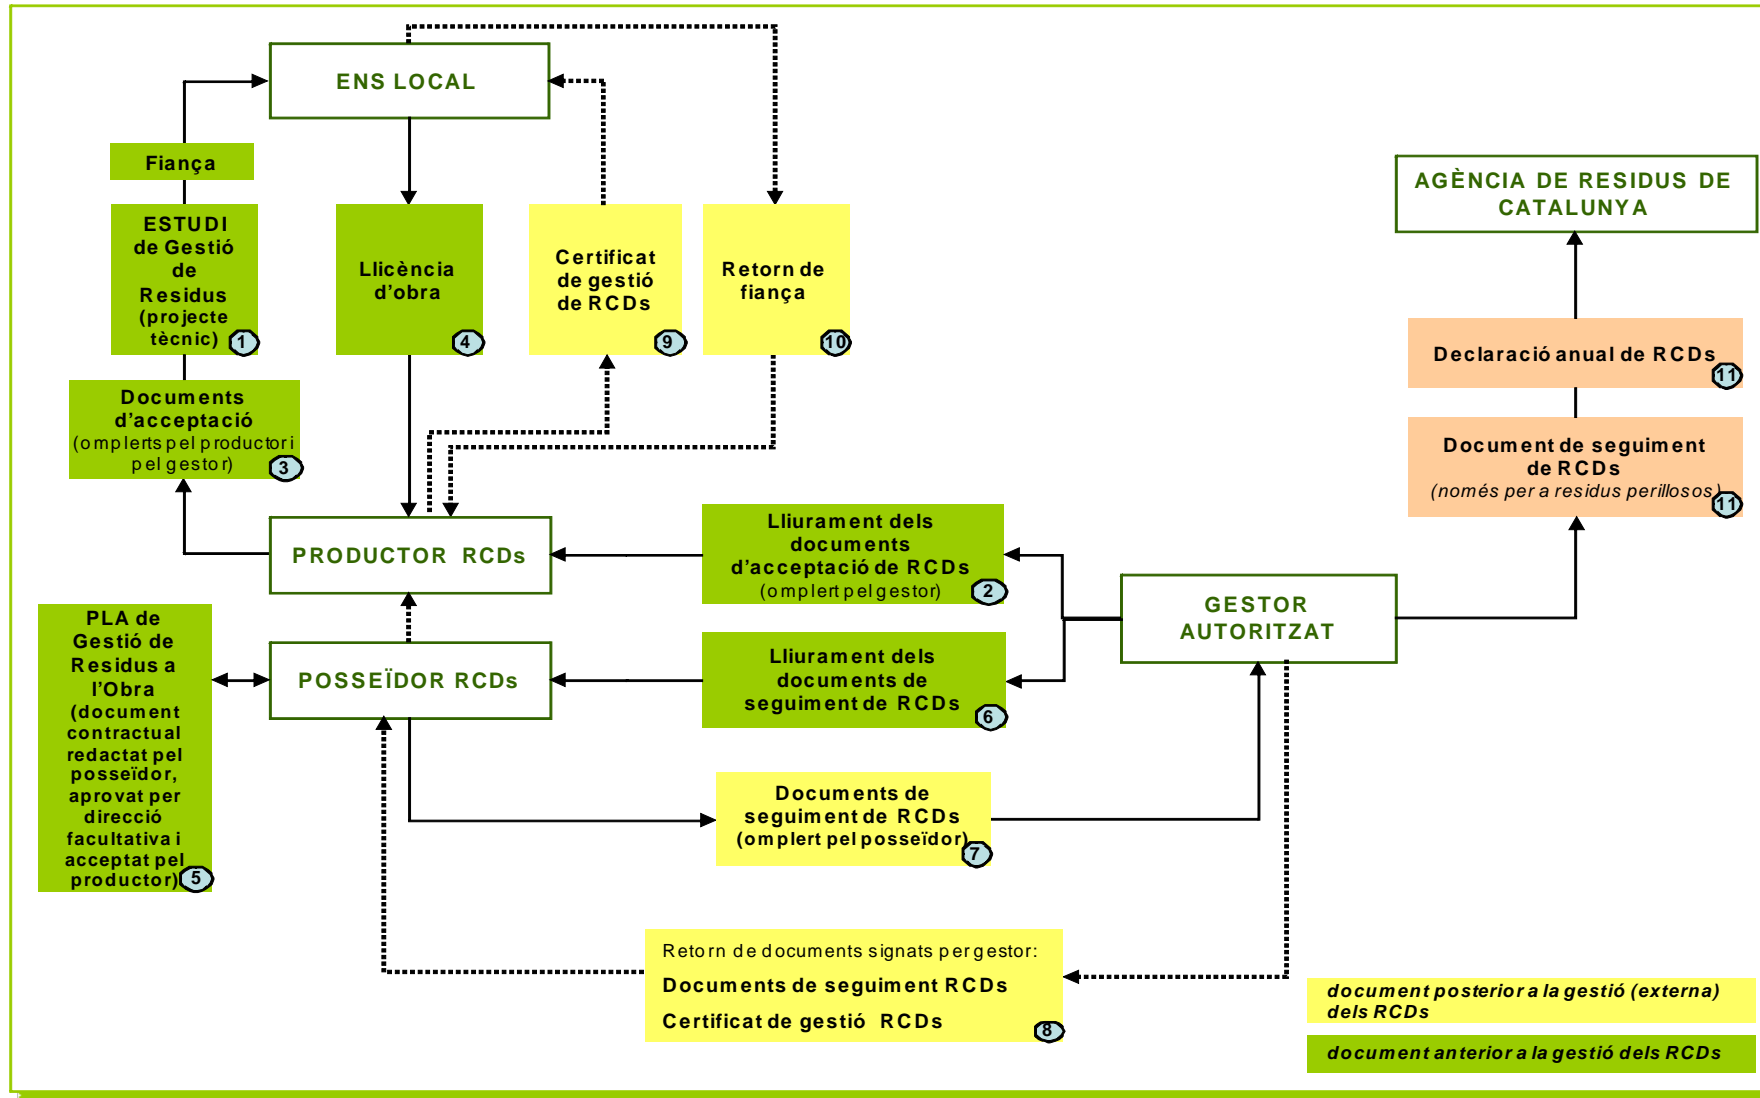 ENS LOCAL
Fiança
ESTUDI
de Gestió
de
Residus
(projecte
tècnic)
1
Llicència
d’obra
4
Certificat
de gestió
de RCDs
9
Retorn de
fiança
10
AGÈNCIA DE RESIDUS DE
CATALUNYA
Declaració anual de RCDs
11
Document de seguiment
de RCDs
(només per a residus perillosos)
11
Documents
d’acceptació
(omplerts pel productor i
pel gestor)
3
PRODUCTOR RCDs
Lliurament dels
documents
d’acceptació de RCDs
(omplert pel gestor)
2
GESTOR
AUTORITZAT
PLA de
Gestió de
Residus a
l’Obra
(document
contractual
redactat pel
posseïdor,
aprovat per
direcció
facultativa i
acceptat pel
productor)
5
POSSEÏDOR RCDs
Lliurament dels
documents de
seguiment de RCDs
6
Documents de
seguiment de RCDs
(omplert pel posseïdor)
7
Retorn de documents signats per gestor:
Documents de seguiment RCDs
Certificat de gestió RCDs
8
document posterior a la gestió (externa)
dels RCDs
document anterior a la gestió dels RCDs